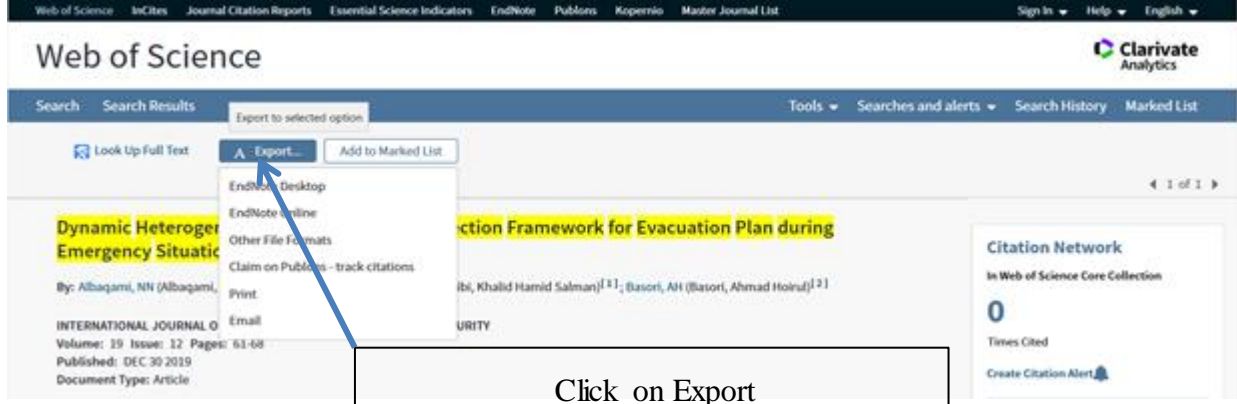 Web of Science InCites Journal Citation Reports Essential Science Indicators EndNote Publons Kopernio Master Journal List Sign In Help English
Web of Science
Clarivate
Analytics
Search Search Results Tools Searches and alerts Search History Marked List
Export to selected option
Look Up Full Text Export... Add to Marked List
1 of 1
EndNote Desktop
EndNote Online
Other File Formats
Claim on Publons - track citations
Print
Email
Dynamic Framework for Evacuation Plan during
Emergency
By: Albaqami, NN (Albaqami, Khalid Hamid Salman)[1]; Basori, AH (Basori, Ahmad Hoirul)[2]
INTERNATIONAL JOURNAL
Volume: 19 Issue: 12 Pages: 61-68
Published: DEC 30 2019
Document Type: Article
Citation Network
In Web of Science Core Collection
0
Times Cited
Create Citation Alert
Click on Export